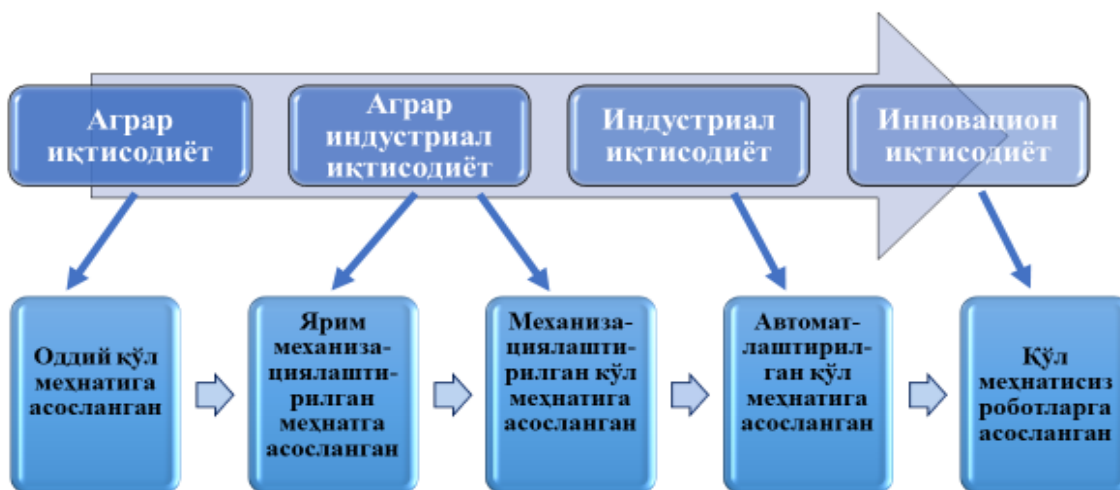 Аграр
иқтисодиёт
Аграр
индустриал
иқтисодиёт
Индустриал
иқтисодиёт
Инновацион
иқтисодиёт
Оддий қўл
меҳнатига
асосланган
Ярим
механиза-
циялашти-
рилган
меҳнатга
асосланган
Механиза-
циялашти-
рилган қўл
меҳнатига
асосланган
Автомат-
лаштирил-
ган қўл
меҳнатига
асосланган
Қўл
меҳнатисиз
роботларга
асосланган